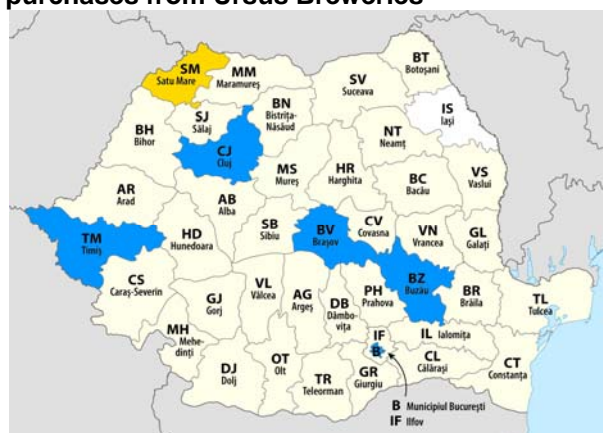 purchases from Ursus Breweries
SM
Satu Mare
MM
Maramureș
SV
Suceava
BT
Botoșani
IS
Iași
BH
Bihor
SJ
Sălaj
BN
Bistrița-
Năsăud
CJ
Cluj
NT
Neamț
MS
Mureș
HR
Harghita
BC
Bacău
VS
Vaslui
AR
Arad
AB
Alba
TM
Timiș
HD
Hunedoara
SB
Sibiu
BV
Brașov
CV
Covasna
VN
Vrancea
GL
Galați
CS
Caraș-Severin
GJ
Gorj
VL
Vâlcea
AG
Argeș
DB
Dâmbo-
vița
PH
Prahova
BZ
Buzău
BR
Brăila
TL
Tulcea
MH
Mehe-
dinți
DJ
Dolj
OT
Olt
TR
Teleorman
IF
B
GR
Giurgiu
IL Ialomița
CL
Călărași
CT
Constanța
B Municipiul București
IF Ilfov